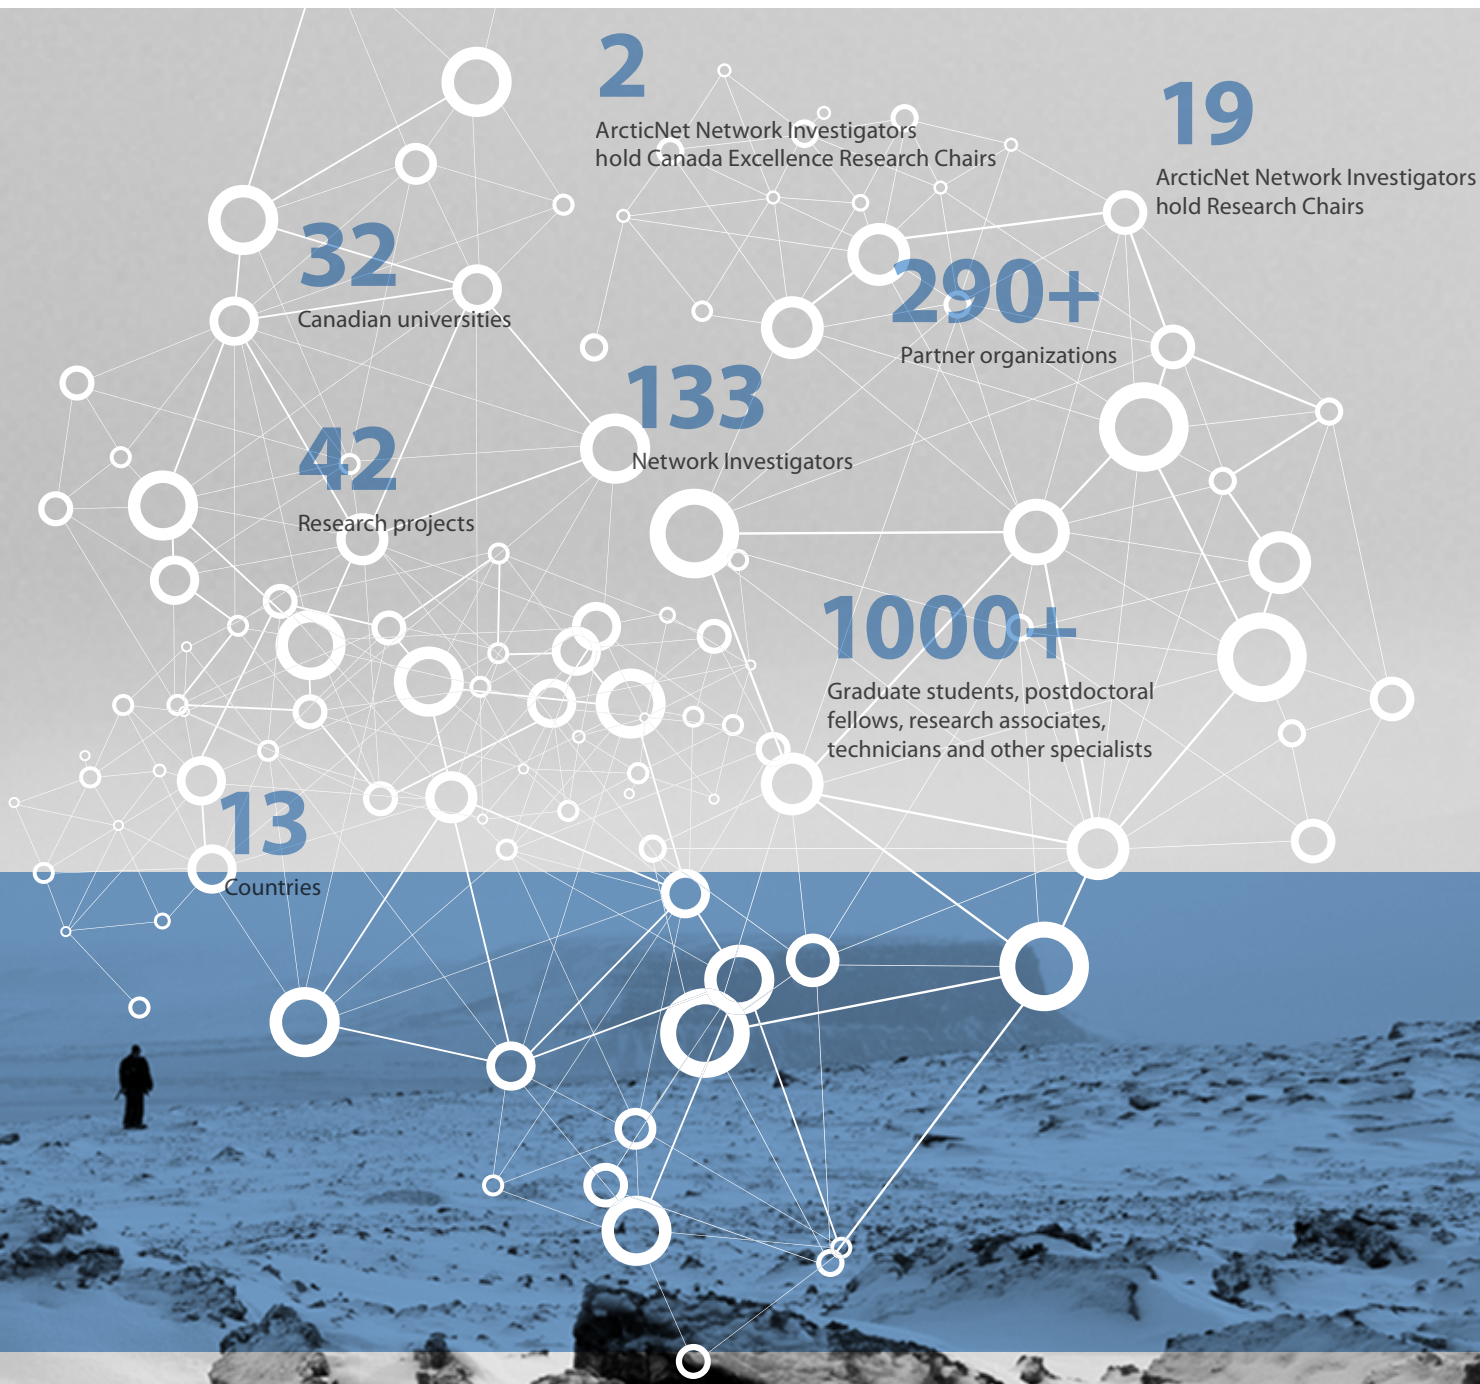 2
ArcticNet Network Investigators
hold Canada Excellence Research Chairs
19
ArcticNet Network Investigators
hold Research Chairs
32
Canadian universities
290+
Partner organizations
133
Network Investigators
42
Research projects
1000+
Graduate students, postdoctoral
fellows, research associates,
technicians and other specialists
13
Countries